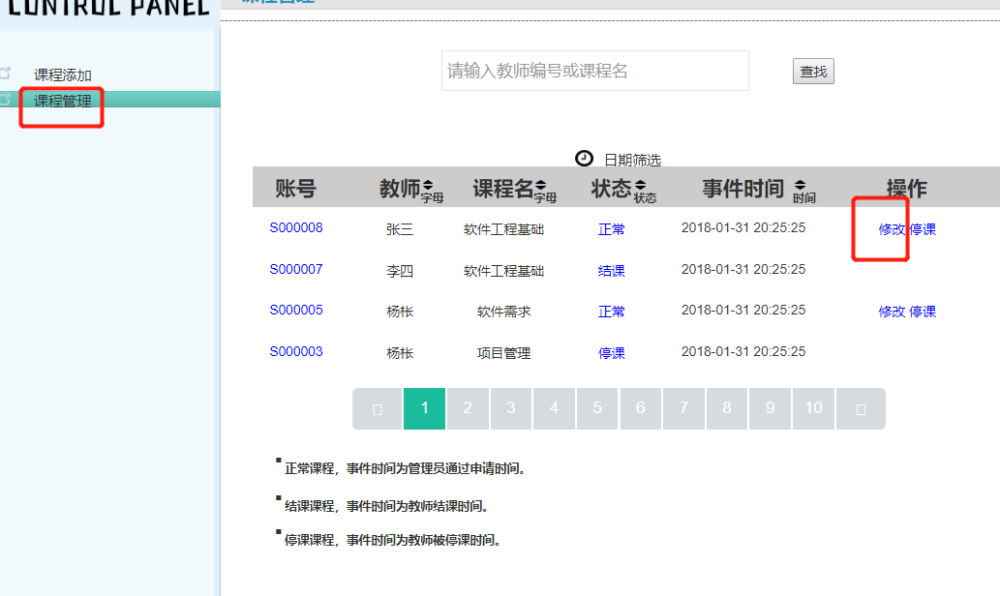 CONTROL PANEL
课程管理
课程添加
课程管理
请输入教师编号或课程名 查找
日期筛选
账号 教师 字母 课程名 字母 状态 状态 事件时间 时间 操作
S000008 张三 软件工程基础 正常 2018-01-31 20:25:25 修改 停课
S000007 李四 软件工程基础 结课 2018-01-31 20:25:25
S000005 杨枨 软件需求 正常 2018-01-31 20:25:25 修改 停课
S000003 杨枨 项目管理 停课 2018-01-31 20:25:25
1 2 3 4 5 6 7 8 9 10
正常课程，事件时间为管理员通过申请时间。
结课课程，事件时间为教师结课时间。
停课课程，事件时间为教师被停课时间。